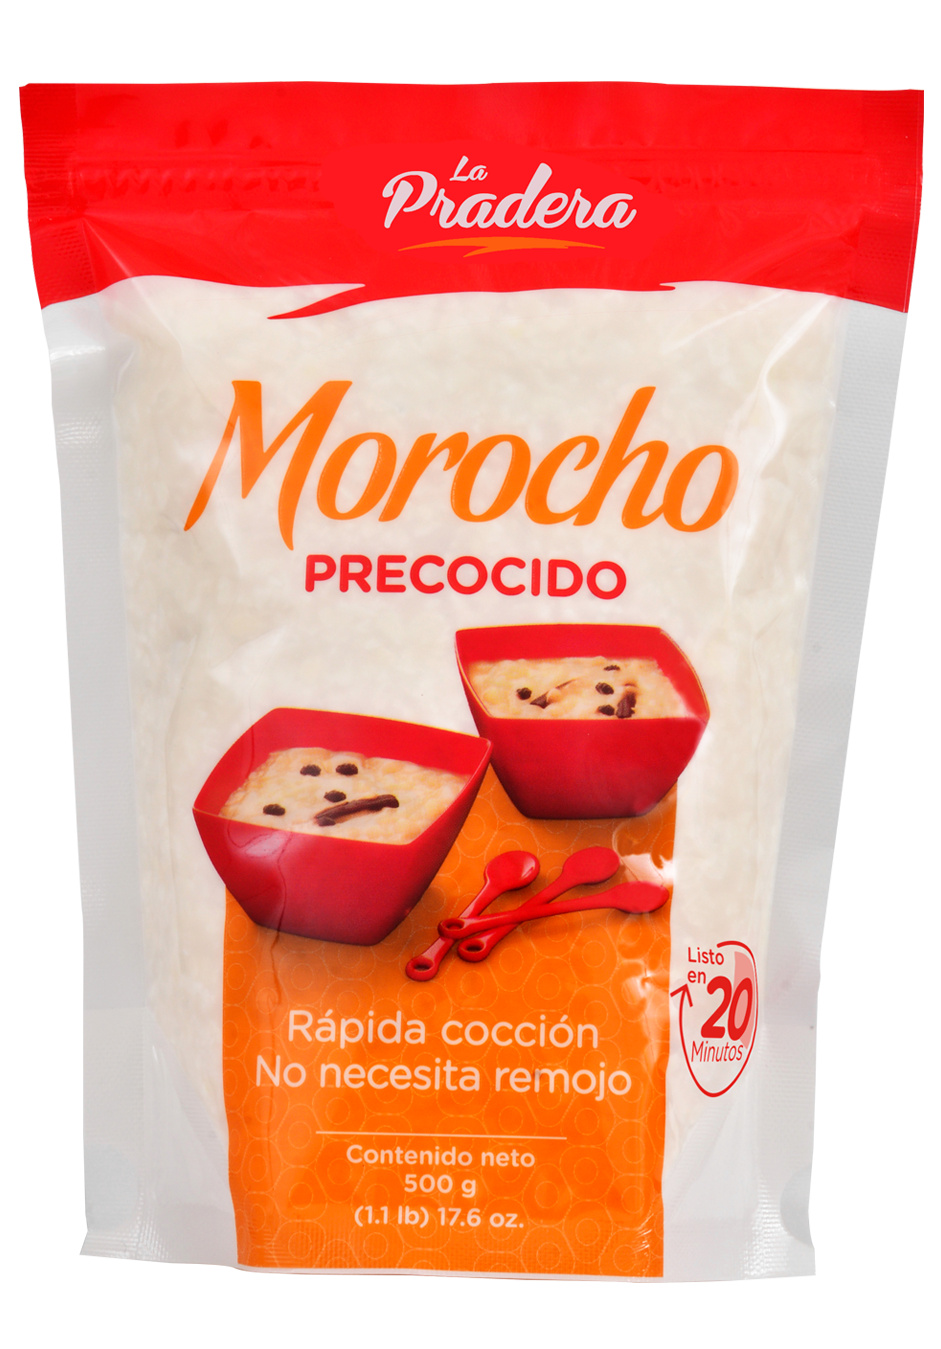 La
Pradera
Morocho
PRECOCIDO
Listo
en
20
Minutos
Rápida cocción
No necesita remojo
Contenido neto
500 g
(1.1 lb) 17.6 oz.